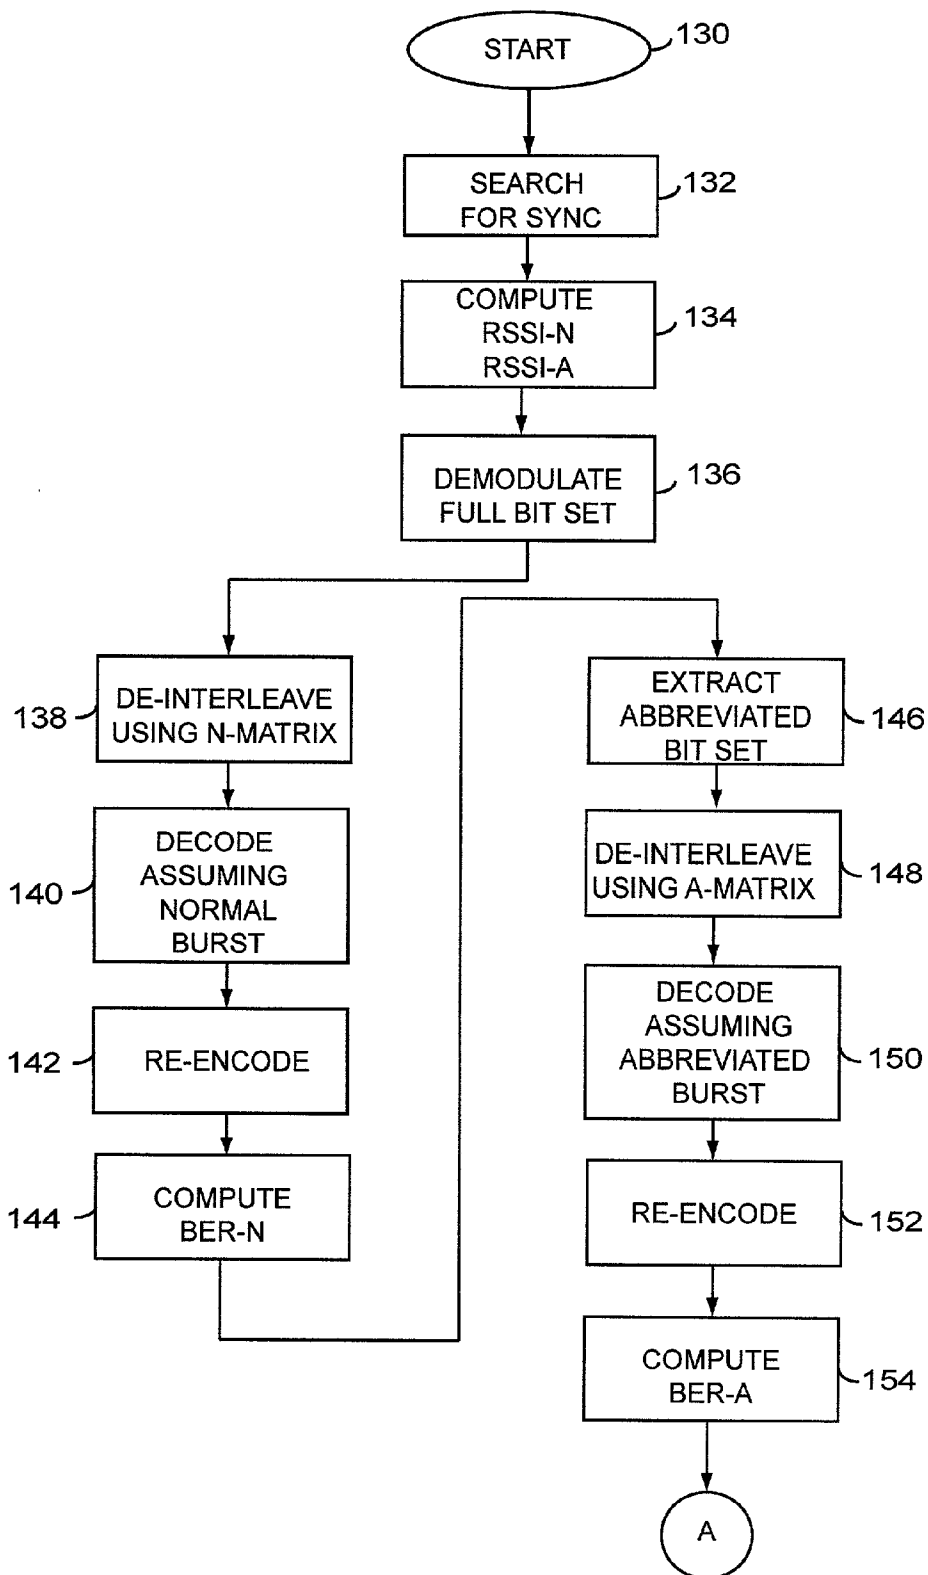 START
130
SEARCH
FOR SYNC
132
COMPUTE
RSSI-N
RSSI-A
134
DEMODULATE
FULL BIT SET
136
138
DE-INTERLEAVE
USING N-MATRIX
140
DECODE
ASSUMING
NORMAL
BURST
142
RE-ENCODE
144
COMPUTE
BER-N
EXTRACT
ABBREVIATED
BIT SET
146
DE-INTERLEAVE
USING A-MATRIX
148
DECODE
ASSUMING
ABBREVIATED
BURST
150
RE-ENCODE
152
COMPUTE
BER-A
154
A